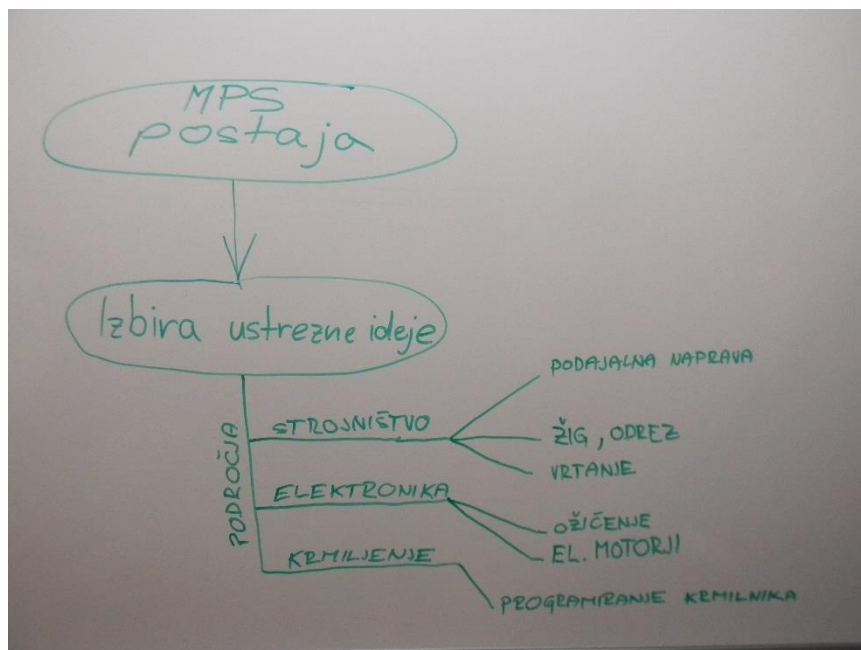 MPS
postaja
Izbira ustrezne ideje
PODROČJA
STROJNIŠTVO
PODAJALNA NAPRAVA
ŽIG, ODREZ
VRTANJE
ELEKTRONIKA
OŽIČENJE
EL. MOTORJI
KRMILJENJE
PROGRAMIRANJE KRMILNIKA